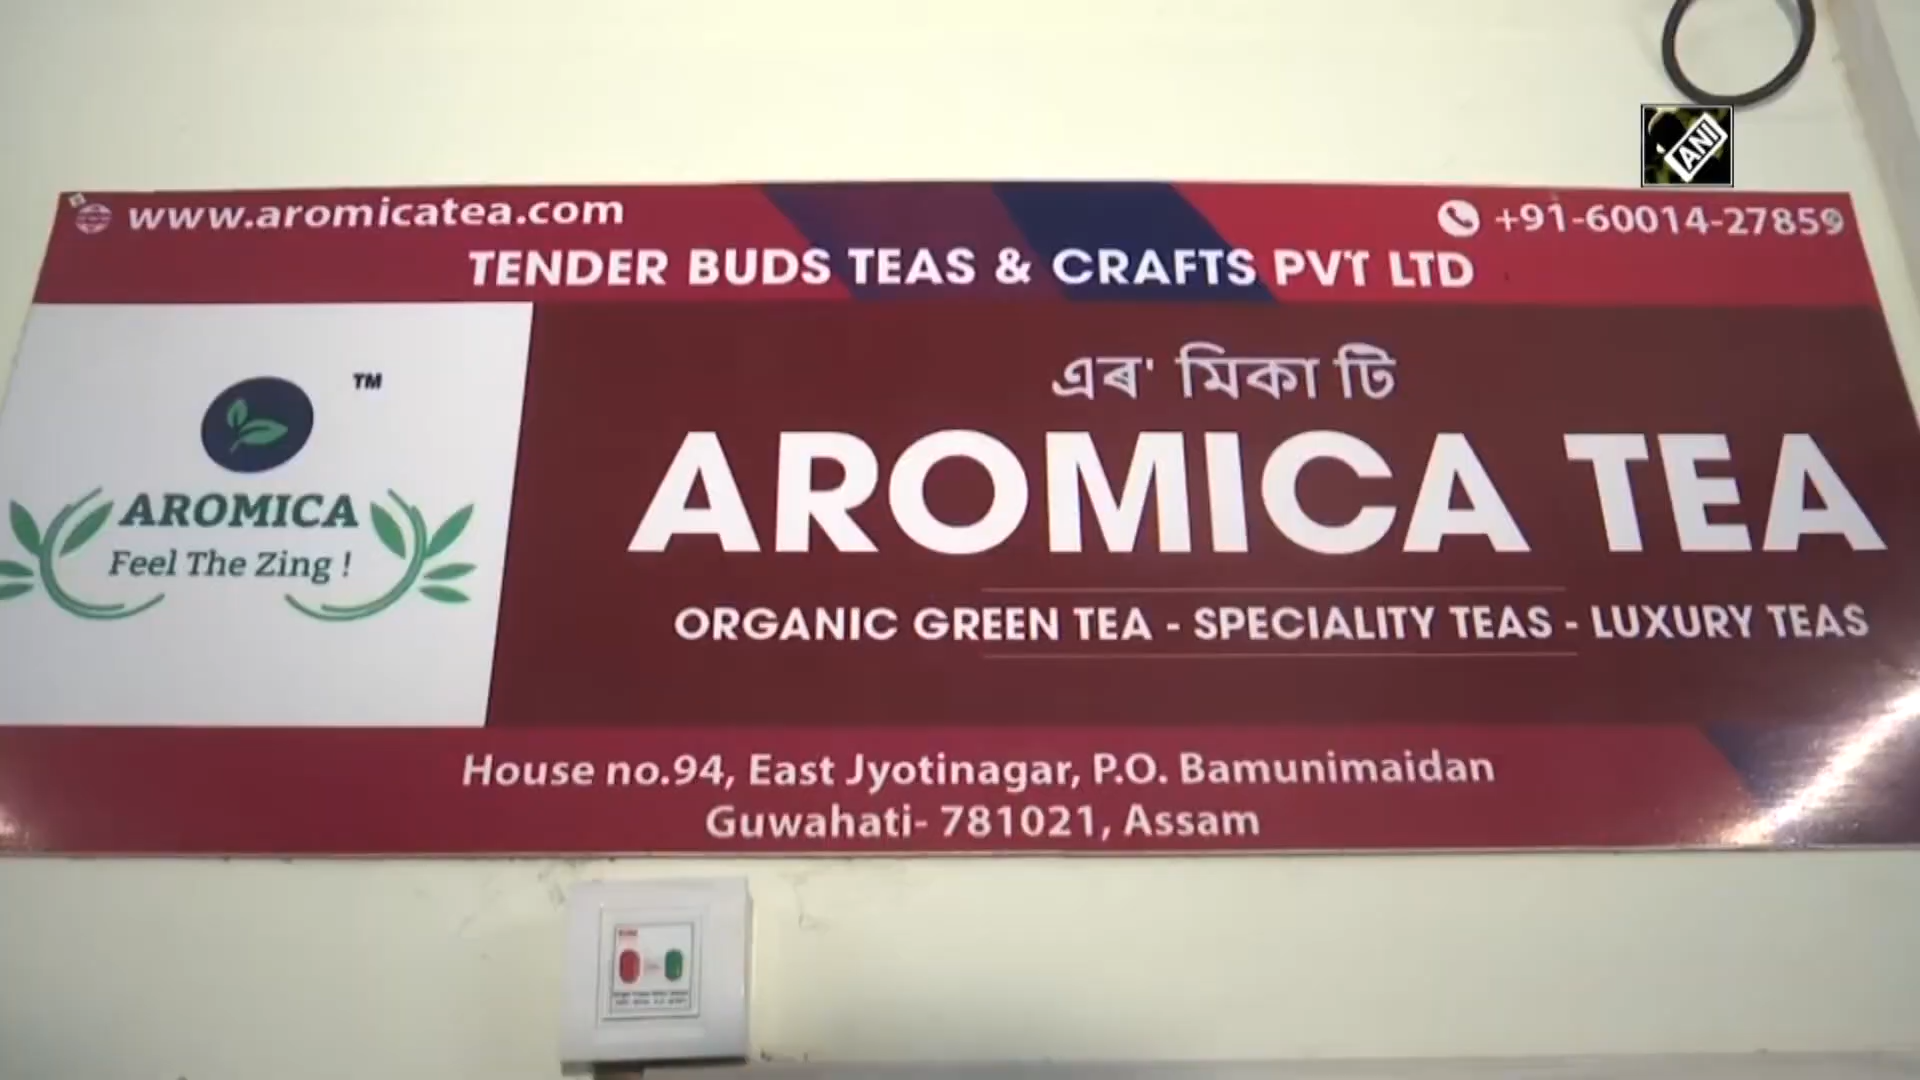 ANI
www.aromicatea.com
+91-60014-27859
TENDER BUDS TEAS & CRAFTS PVT LTD
TM
AROMICA
Feel The Zing !
এৰ' মিকা টি
AROMICA TEA
ORGANIC GREEN TEA - SPECIALITY TEAS - LUXURY TEAS
House no.94, East Jyotinagar, P.O. Bamunimaidan
Guwahati- 781021, Assam